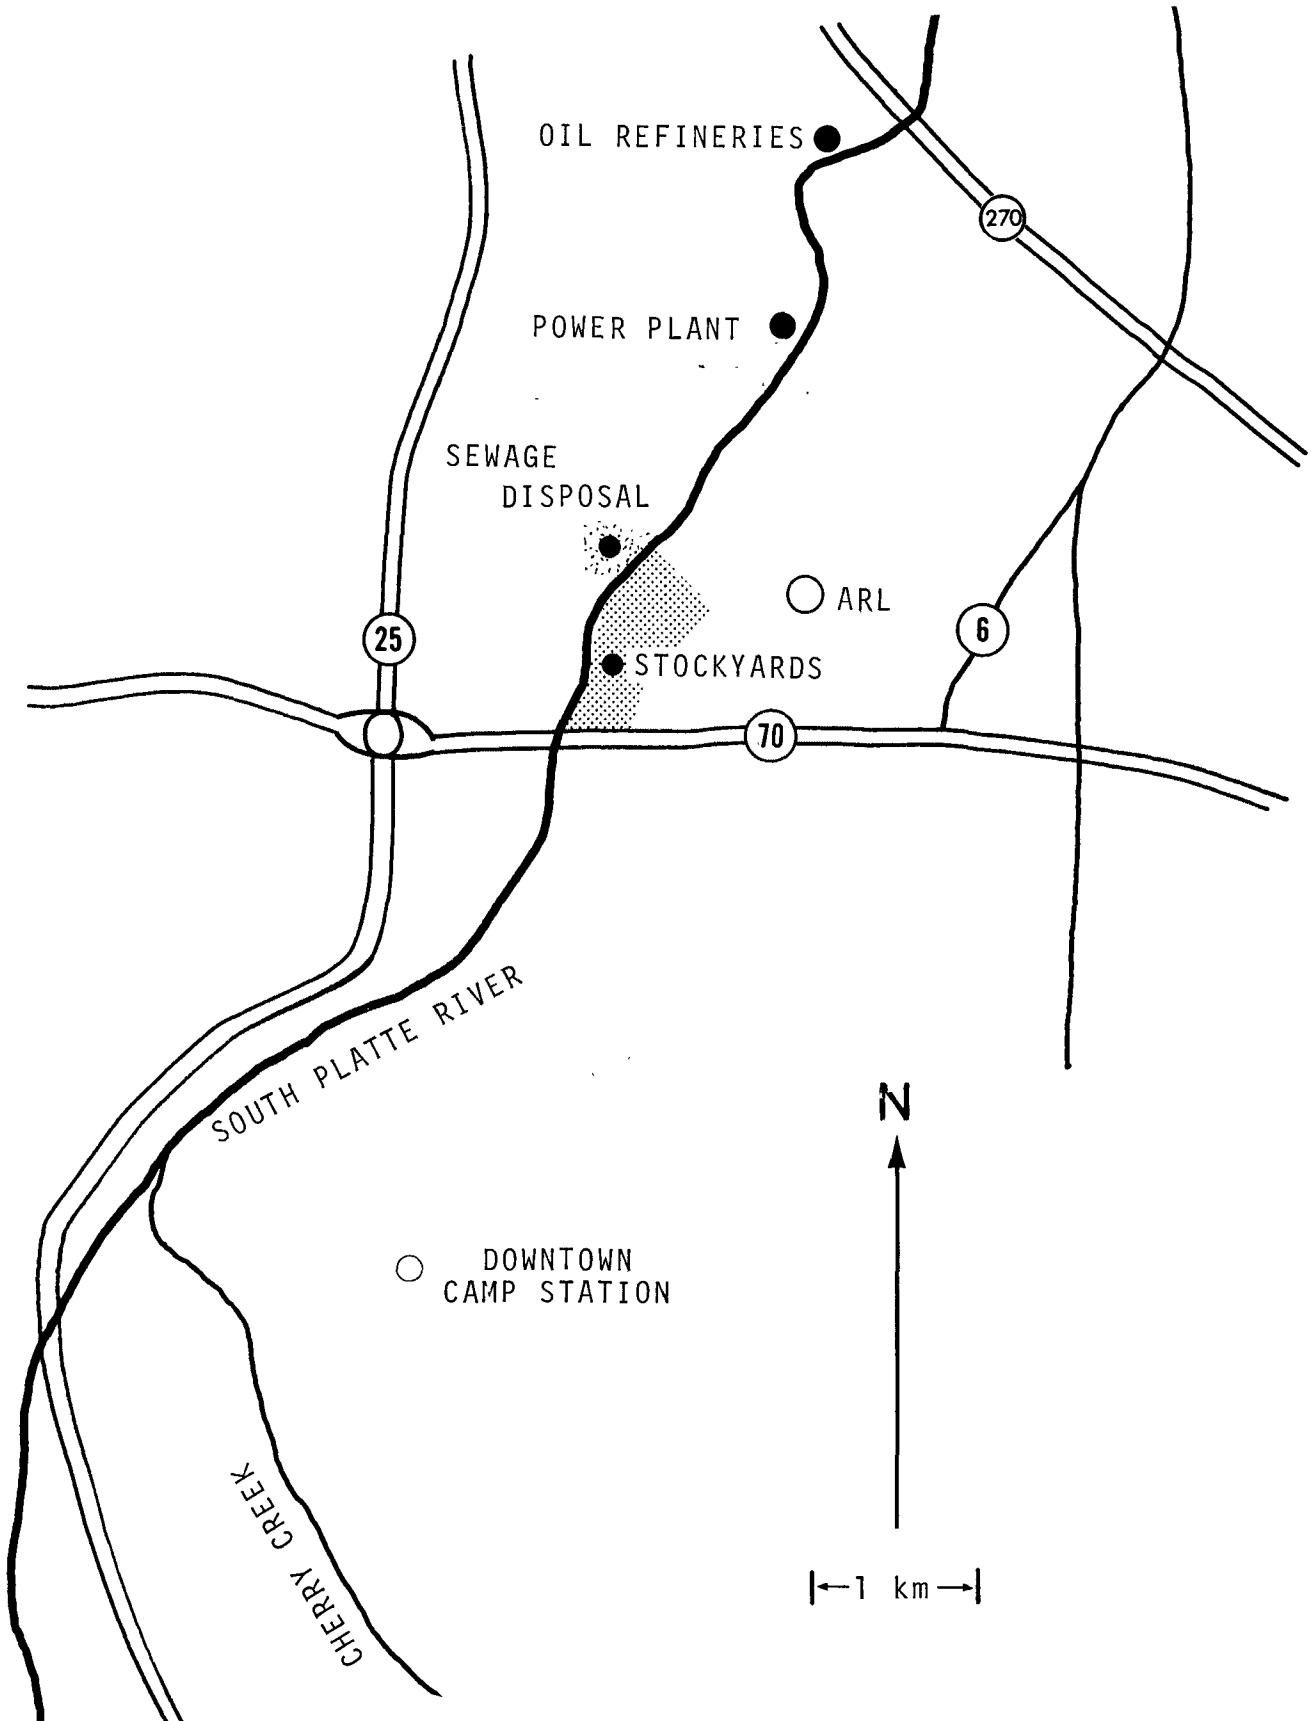 OIL REFINERIES
270
POWER PLANT
SEWAGE
DISPOSAL
ARL
25
6
STOCKYARDS
70
SOUTH PLATTE RIVER
N
DOWNTOWN
CAMP STATION
CHERRY CREEK
1 km